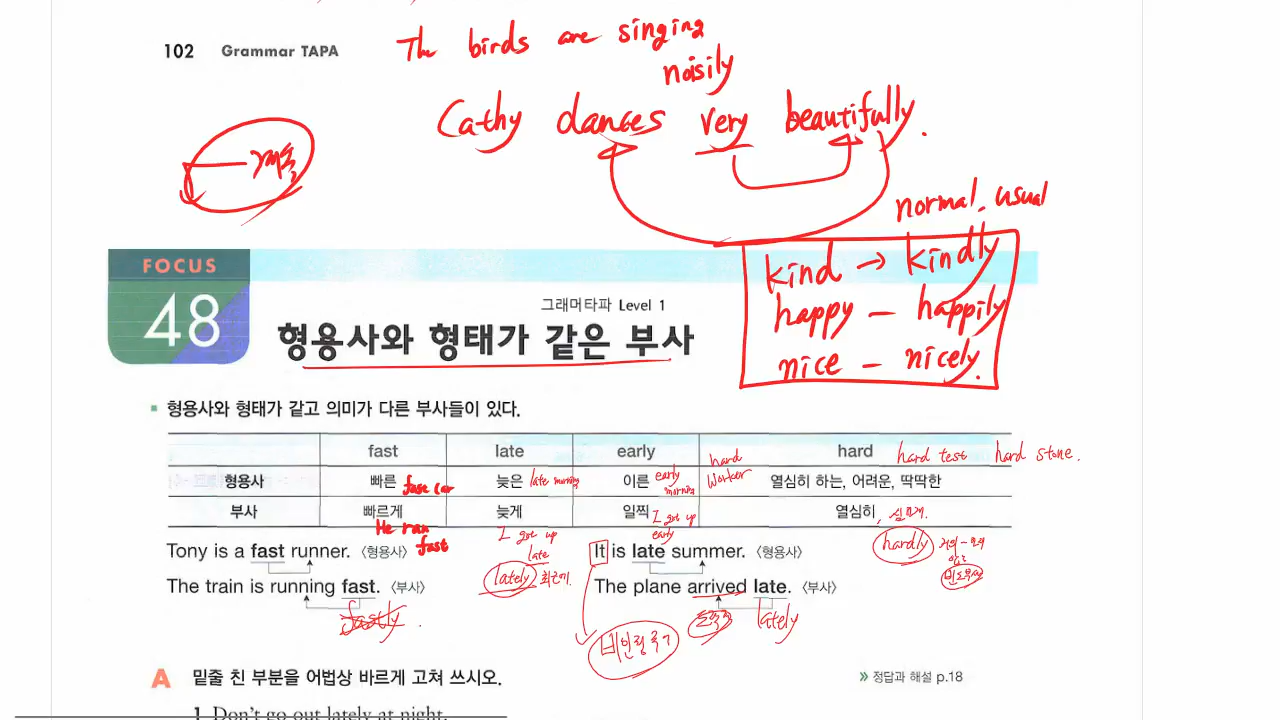 102 Grammar TAPA
The birds are singing
noisily
Cathy dances very beautifully.
normal, usual
kind → kindly
happy – happily
nice – nicely.
FOCUS
48
그래머타파 Level 1
형용사와 형태가 같은 부사
형용사와 형태가 같고 의미가 다른 부사들이 있다.
fast late early hard hard test hard stone.
형용사 빠른 fast car 늦은 late morning 이른 early morning hard worker 열심히 하는, 어려운, 딱딱한
부사 빠르게 늦게 일찍 열심히, 심하게.
He ran fast
I got up late
I got up early
lately 최근에
hardly 거의 ~ 않
빈도부사
Tony is a fast runner. 〈형용사〉 It is late summer. 〈형용사〉
The train is running fast. 〈부사〉 The plane arrived late. 〈부사〉
fastly
도착 lately
비인칭주어
A 밑줄 친 부분을 어법상 바르게 고쳐 쓰시오. » 정답과 해설 p.18
1 Don't go out lately at night.